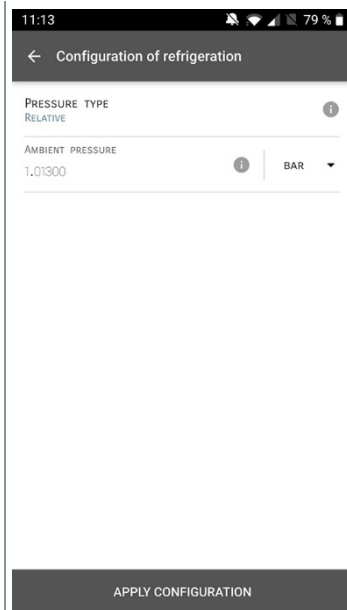 11:13 79 %
Configuration of refrigeration
PRESSURE TYPE
RELATIVE
AMBIENT PRESSURE
1.01300 BAR
APPLY CONFIGURATION